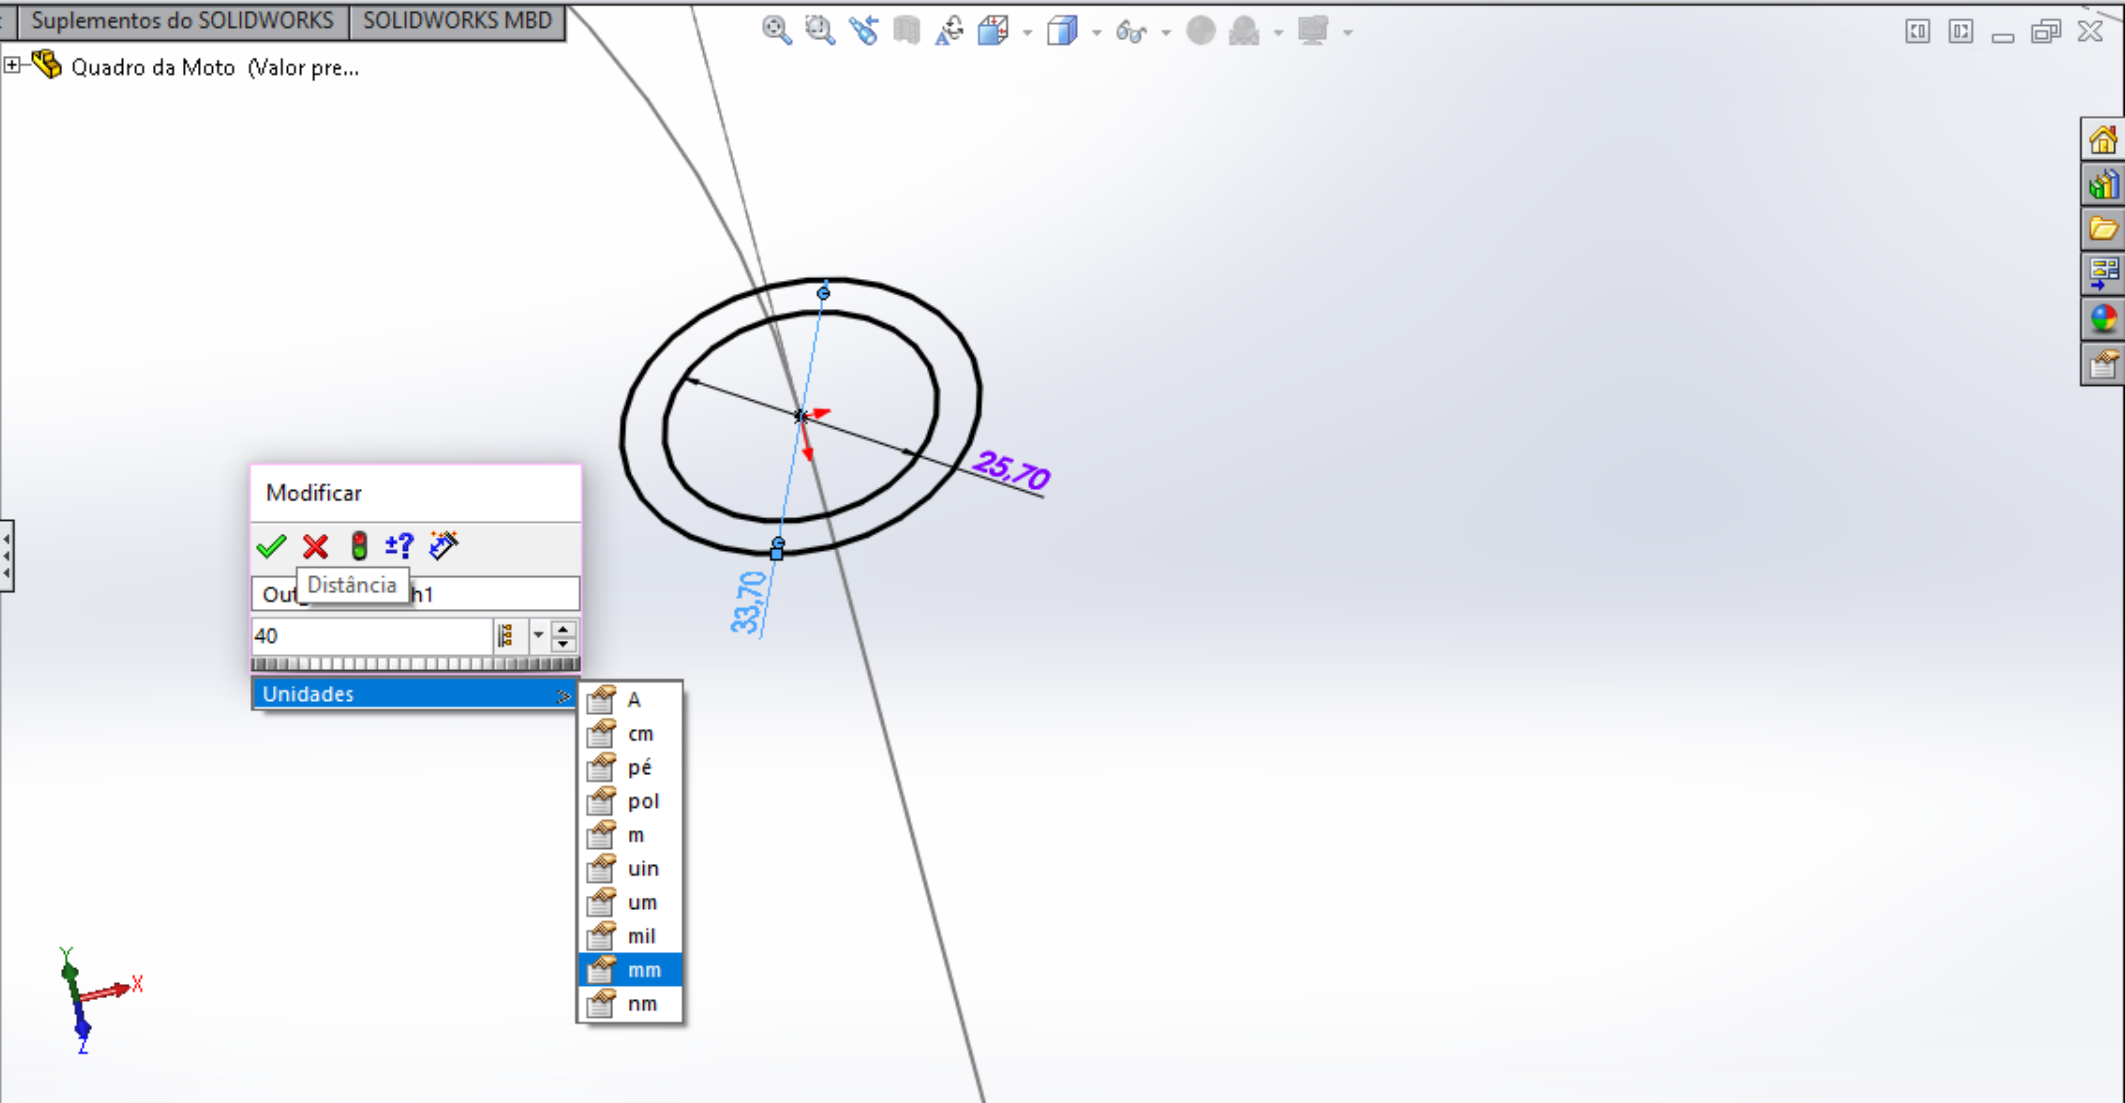 Suplementos do SOLIDWORKS
SOLIDWORKS MBD
Quadro da Moto (Valor pre...
25,70
33,70
Modificar
±?
Distância
Out h1
40
Unidades >
A
cm
pé
pol
m
uin
um
mil
mm
nm
Y
X
Z